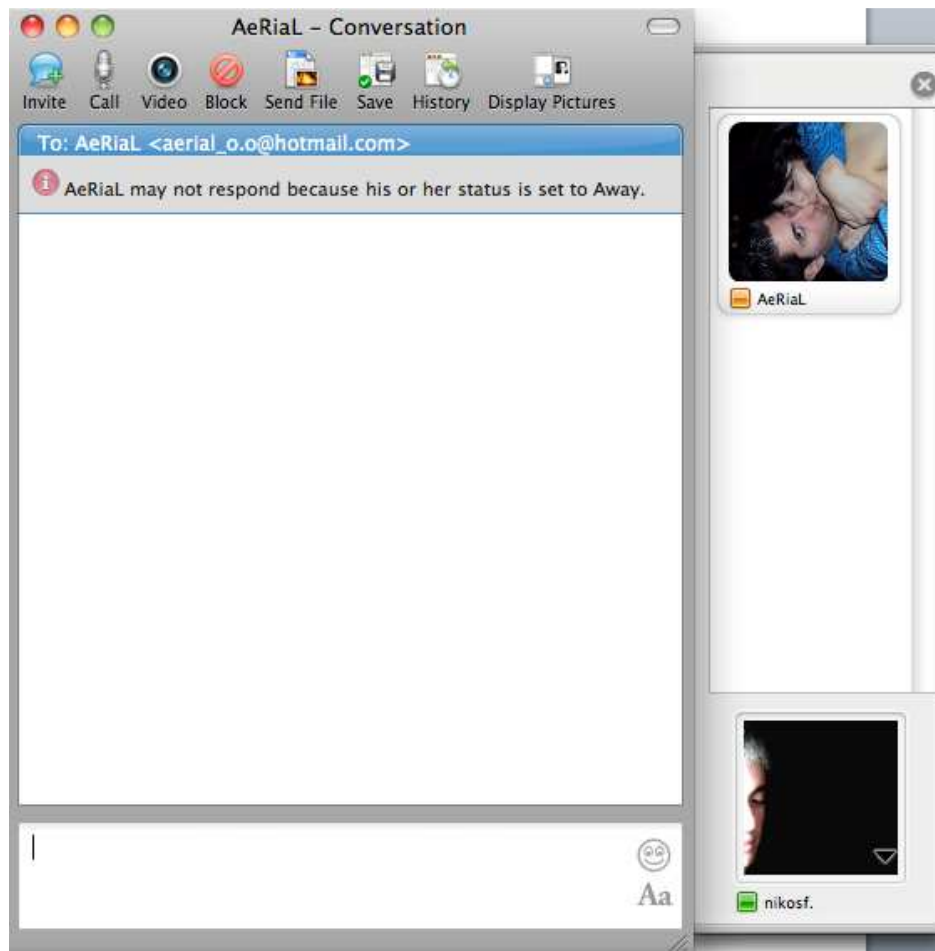 AeRiaL – Conversation
Invite Call Video Block Send File Save History Display Pictures
To: AeRiaL <aerial_o.o@hotmail.com>
AeRiaL may not respond because his or her status is set to Away.
AeRiaL
Aa
nikosf.